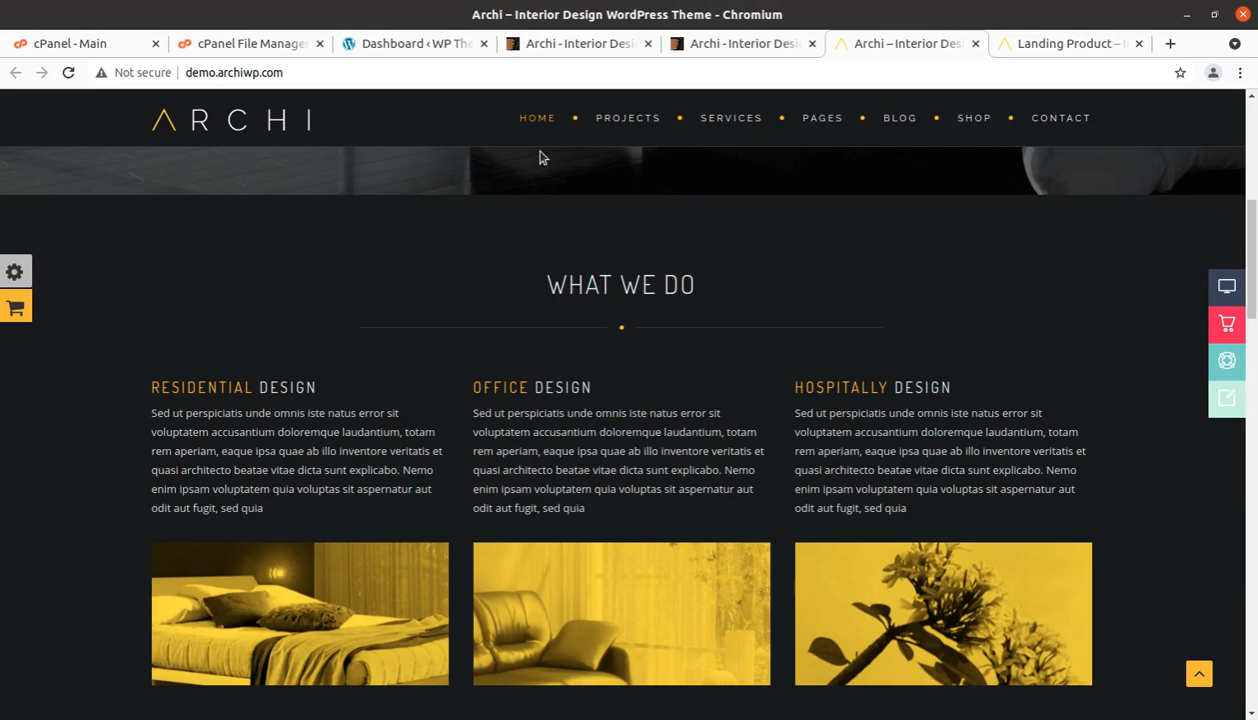 Archi – Interior Design WordPress Theme - Chromium
cPanel - Main
cPanel File Manage
Dashboard ‹ WP The
Archi - Interior Desi
Archi - Interior Desi
Archi – Interior De
Landing Product –
Not secure
demo.archiwp.com
ARCHI
HOME
PROJECTS
SERVICES
PAGES
BLOG
SHOP
CONTACT
WHAT WE DO
RESIDENTIAL DESIGN
Sed ut perspiciatis unde omnis iste natus error sit
voluptatem accusantium doloremque laudantium, totam
rem aperiam, eaque ipsa quae ab illo inventore veritatis et
quasi architecto beatae vitae dicta sunt explicabo. Nemo
enim ipsam voluptatem quia voluptas sit aspernatur aut
odit aut fugit, sed quia
OFFICE DESIGN
Sed ut perspiciatis unde omnis iste natus error sit
voluptatem accusantium doloremque laudantium, totam
rem aperiam, eaque ipsa quae ab illo inventore veritatis et
quasi architecto beatae vitae dicta sunt explicabo. Nemo
enim ipsam voluptatem quia voluptas sit aspernatur aut
odit aut fugit, sed quia
HOSPITALLY DESIGN
Sed ut perspiciatis unde omnis iste natus error sit
voluptatem accusantium doloremque laudantium, totam
rem aperiam, eaque ipsa quae ab illo inventore veritatis et
quasi architecto beatae vitae dicta sunt explicabo. Nemo
enim ipsam voluptatem quia voluptas sit aspernatur aut
odit aut fugit, sed quia